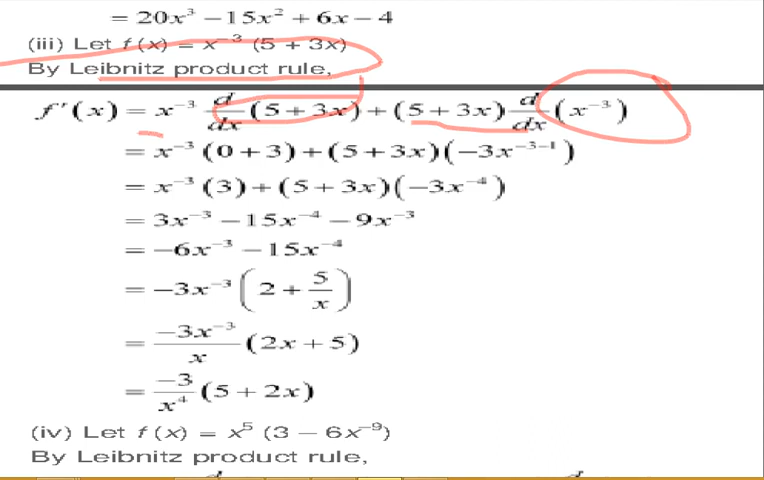 = 20x³ − 15x² + 6x − 4
(iii) Let f (x) = x⁻³ (5 + 3x)
By Leibnitz product rule,
f ′(x) = x⁻³ d/dx (5 + 3x) + (5 + 3x) d/dx (x⁻³)
= x⁻³ (0 + 3) + (5 + 3x)(−3x⁻³⁻¹)
= x⁻³ (3) + (5 + 3x)(−3x⁻⁴)
= 3x⁻³ − 15x⁻⁴ − 9x⁻³
= −6x⁻³ − 15x⁻⁴
= −3x⁻³ (2 + 5/x)
= −3x⁻³/x (2x + 5)
= −3/x⁴ (5 + 2x)
(iv) Let f (x) = x⁵ (3 − 6x⁻⁹)
By Leibnitz product rule,